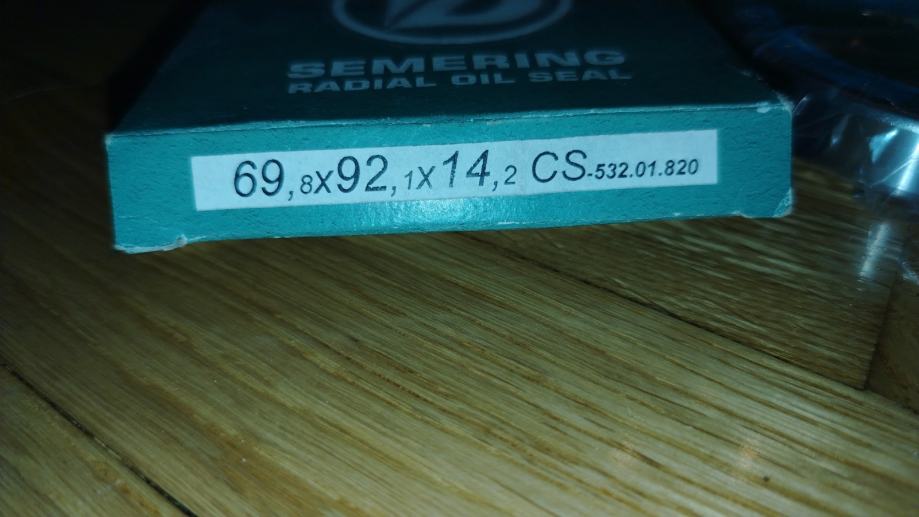 SEMERING
RADIAL OIL SEAL
69,8x92,1x14,2 CS-532.01.820